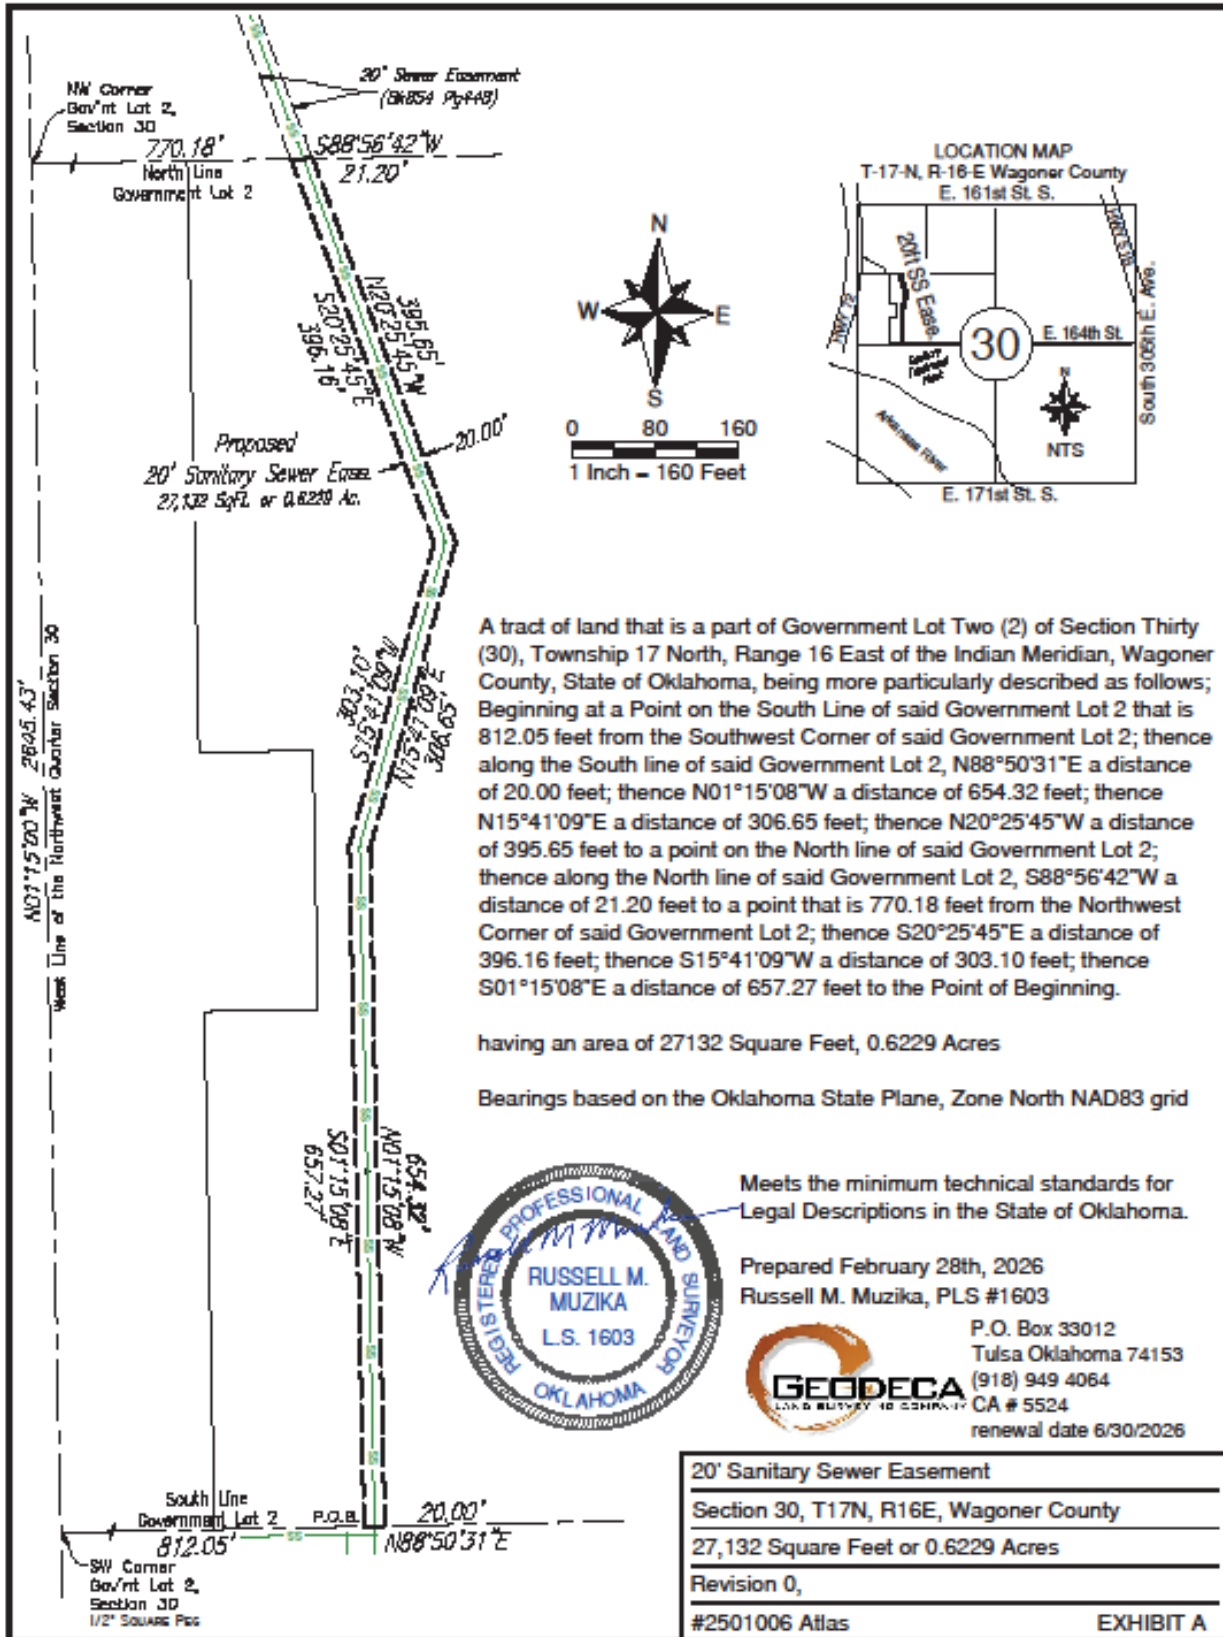 NW Corner
Gov'nt Lot 2,
Section 30
20' Sewer Easement
(Bk854 Pg448)
770.18'
S88°56'42"W
21.20'
North Line
Government Lot 2
N20°25'45"W
395.65'
S20°25'45"E
396.16'
20.00'
Proposed
20' Sanitary Sewer Ease.
27,132 SqFt. or 0.6229 Ac.
N
W
E
S
0 80 160
1 Inch = 160 Feet
LOCATION MAP
T-17-N, R-16-E Wagoner County
E. 161st St. S.
HWY 72
20ft SS Ease.
30
E. 164th St.
South 305th E. Ave.
Arkansas River
N
NTS
E. 171st St. S.
303.10'
S15°41'09"W
N15°41'09"E
306.65'
N01°15'00"W 2645.43'
West Line of the Northwest Quarter Section 30
A tract of land that is a part of Government Lot Two (2) of Section Thirty
(30), Township 17 North, Range 16 East of the Indian Meridian, Wagoner
County, State of Oklahoma, being more particularly described as follows;
Beginning at a Point on the South Line of said Government Lot 2 that is
812.05 feet from the Southwest Corner of said Government Lot 2; thence
along the South line of said Government Lot 2, N88°50'31"E a distance
of 20.00 feet; thence N01°15'08"W a distance of 654.32 feet; thence
N15°41'09"E a distance of 306.65 feet; thence N20°25'45"W a distance
of 395.65 feet to a point on the North line of said Government Lot 2;
thence along the North line of said Government Lot 2, S88°56'42"W a
distance of 21.20 feet to a point that is 770.18 feet from the Northwest
Corner of said Government Lot 2; thence S20°25'45"E a distance of
396.16 feet; thence S15°41'09"W a distance of 303.10 feet; thence
S01°15'08"E a distance of 657.27 feet to the Point of Beginning.
having an area of 27132 Square Feet, 0.6229 Acres
Bearings based on the Oklahoma State Plane, Zone North NAD83 grid
S01°15'08"E
657.27'
N01°15'08"W
654.32'
REGISTERED PROFESSIONAL LAND SURVEYOR
RUSSELL M.
MUZIKA
L.S. 1603
OKLAHOMA
Meets the minimum technical standards for
Legal Descriptions in the State of Oklahoma.
Prepared February 28th, 2026
Russell M. Muzika, PLS #1603
GEODECA
LAND SURVEYING COMPANY
P.O. Box 33012
Tulsa Oklahoma 74153
(918) 949 4064
CA # 5524
renewal date 6/30/2026
South Line
Government Lot 2
P.O.B.
20.00'
812.05'
N88°50'31"E
SW Corner
Gov'nt Lot 2,
Section 30
1/2" Square Peg
20' Sanitary Sewer Easement
Section 30, T17N, R16E, Wagoner County
27,132 Square Feet or 0.6229 Acres
Revision 0,
#2501006 Atlas EXHIBIT A